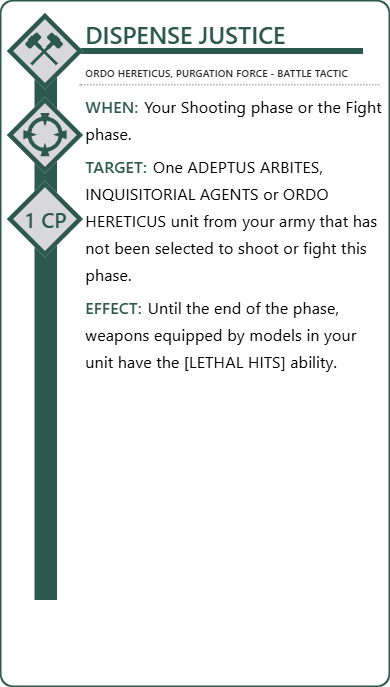 DISPENSE JUSTICE
ORDO HERETICUS, PURGATION FORCE - BATTLE TACTIC
WHEN: Your Shooting phase or the Fight
phase.
TARGET: One ADEPTUS ARBITES,
INQUISITORIAL AGENTS or ORDO
HERETICUS unit from your army that has
not been selected to shoot or fight this
phase.
EFFECT: Until the end of the phase,
weapons equipped by models in your
unit have the [LETHAL HITS] ability.
1 CP